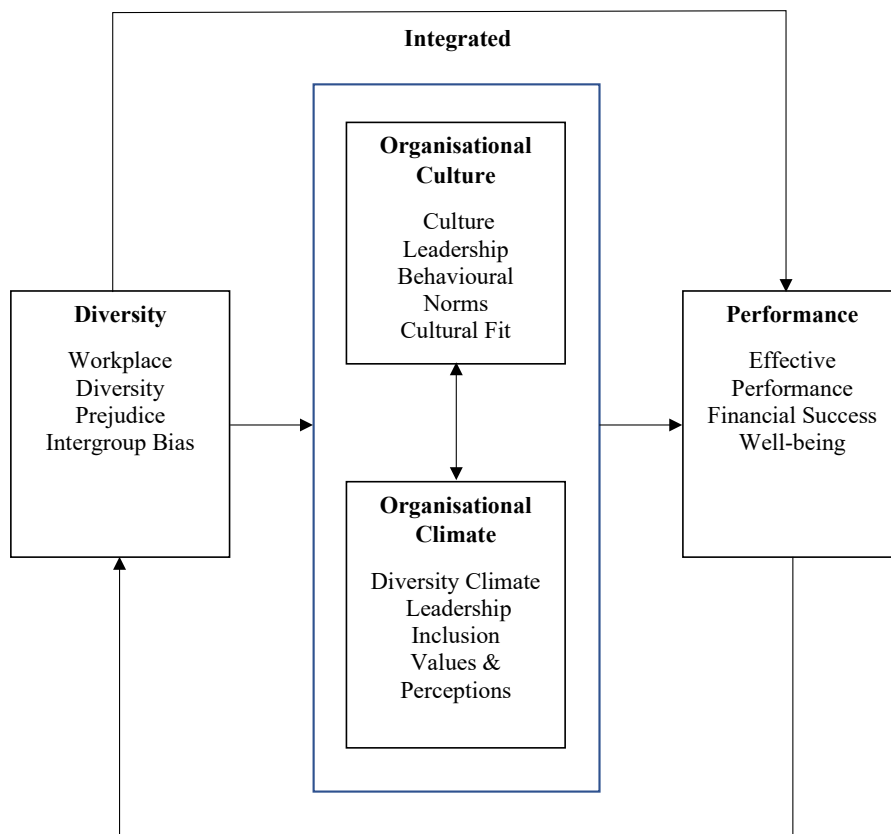 Integrated
Organisational
Culture
Culture
Leadership
Behavioural
Norms
Cultural Fit
Diversity
Workplace
Diversity
Prejudice
Intergroup Bias
Performance
Effective
Performance
Financial Success
Well-being
Organisational
Climate
Diversity Climate
Leadership
Inclusion
Values &
Perceptions